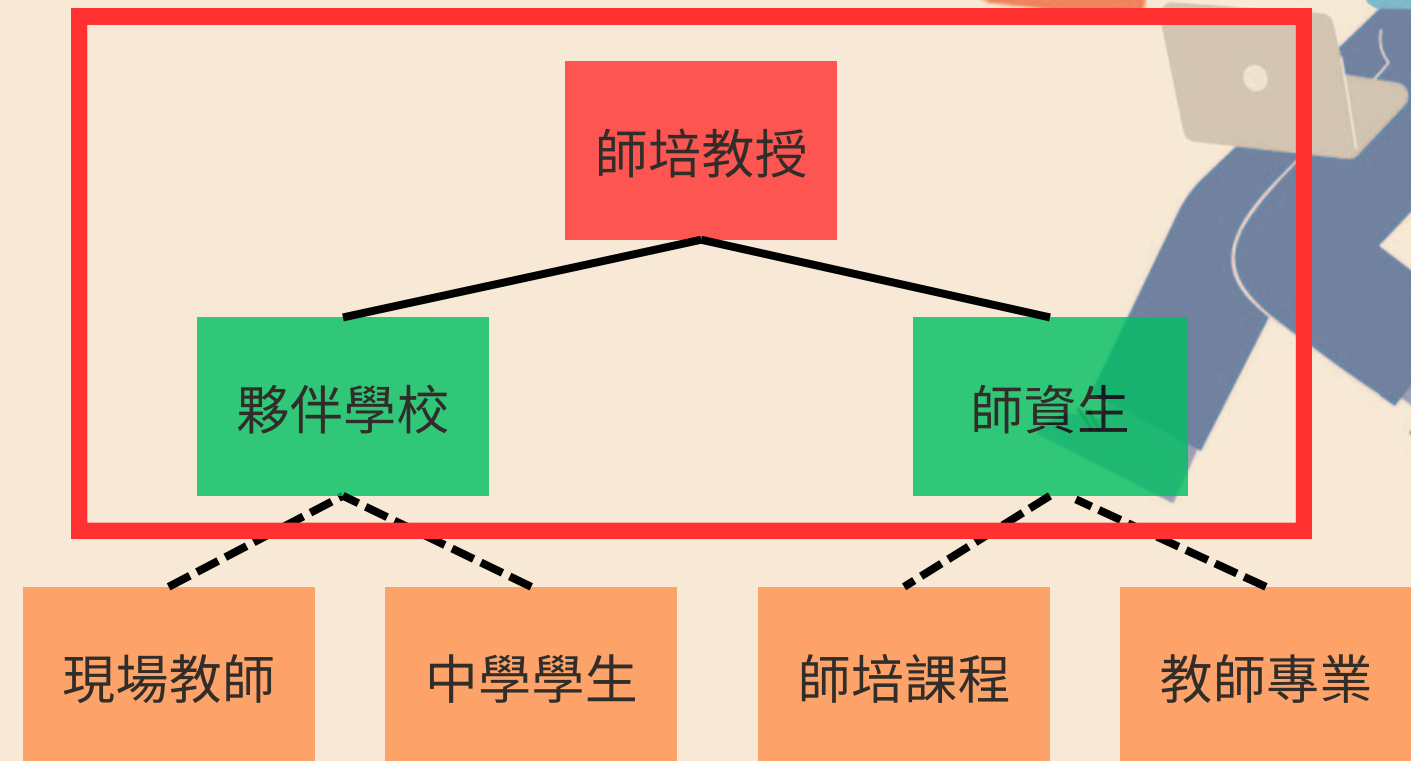 師培教授
夥伴學校
師資生
現場教師
中學學生
師培課程
教師專業